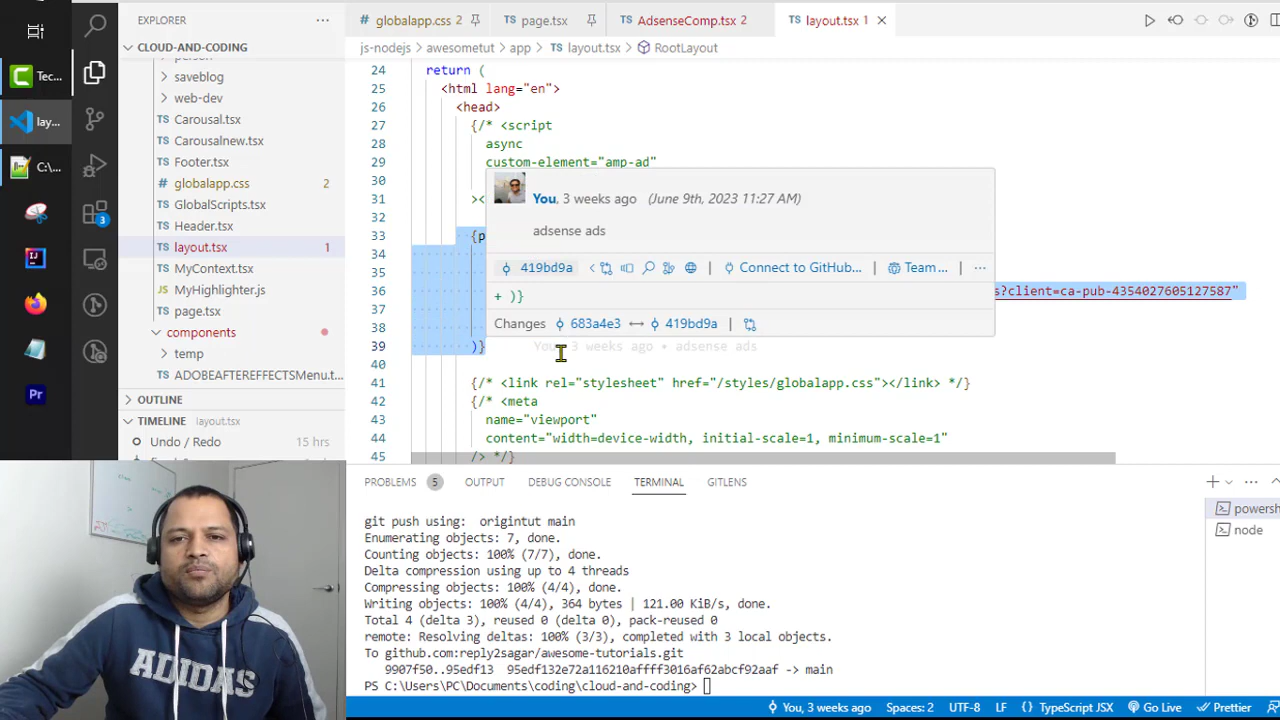 EXPLORER
CLOUD-AND-CODING
saveblog
web-dev
Carousal.tsx
Carousalnew.tsx
Footer.tsx
globalapp.css 2
GlobalScripts.tsx
Header.tsx
layout.tsx 1
MyContext.tsx
MyHighlighter.js
page.tsx
components
temp
ADOBEAFTEREFFECTSMenu.t...
OUTLINE
TIMELINE layout.tsx
Undo / Redo 15 hrs
Tec...
lay...
C:\...
3
Pr
globalapp.css 2
page.tsx
AdsenseComp.tsx 2
layout.tsx 1
js-nodejs > awesometut > app > layout.tsx > RootLayout
24 return (
25 <html lang="en">
26 <head>
27 {/* <script
28 async
29 custom-element="amp-ad"
30
31 ><
32
33 {p
34
35
36 s?client=ca-pub-4354027605127587"
37
38
39 )} You, 3 weeks ago • adsense ads
40
41 {/* <link rel="stylesheet" href="/styles/globalapp.css"></link> */}
42 {/* <meta
43 name="viewport"
44 content="width=device-width, initial-scale=1, minimum-scale=1"
45 /> */}
You, 3 weeks ago (June 9th, 2023 11:27 AM)
adsense ads
419bd9a | Connect to GitHub... | Team... ...
+ )}
Changes 683a4e3 ↔ 419bd9a |
PROBLEMS 5 OUTPUT DEBUG CONSOLE TERMINAL GITLENS
git push using: origintut main
Enumerating objects: 7, done.
Counting objects: 100% (7/7), done.
Delta compression using up to 4 threads
Compressing objects: 100% (4/4), done.
Writing objects: 100% (4/4), 364 bytes | 121.00 KiB/s, done.
Total 4 (delta 3), reused 0 (delta 0), pack-reused 0
remote: Resolving deltas: 100% (3/3), completed with 3 local objects.
To github.com:reply2sagar/awesome-tutorials.git
9907f50..95edf13 95edf132e72a116210affff3016af62abcf92aaf -> main
PS C:\Users\PC\Documents\coding\cloud-and-coding>
powersh
node
You, 3 weeks ago Spaces: 2 UTF-8 LF {} TypeScript JSX Go Live Prettier
ADIDAS